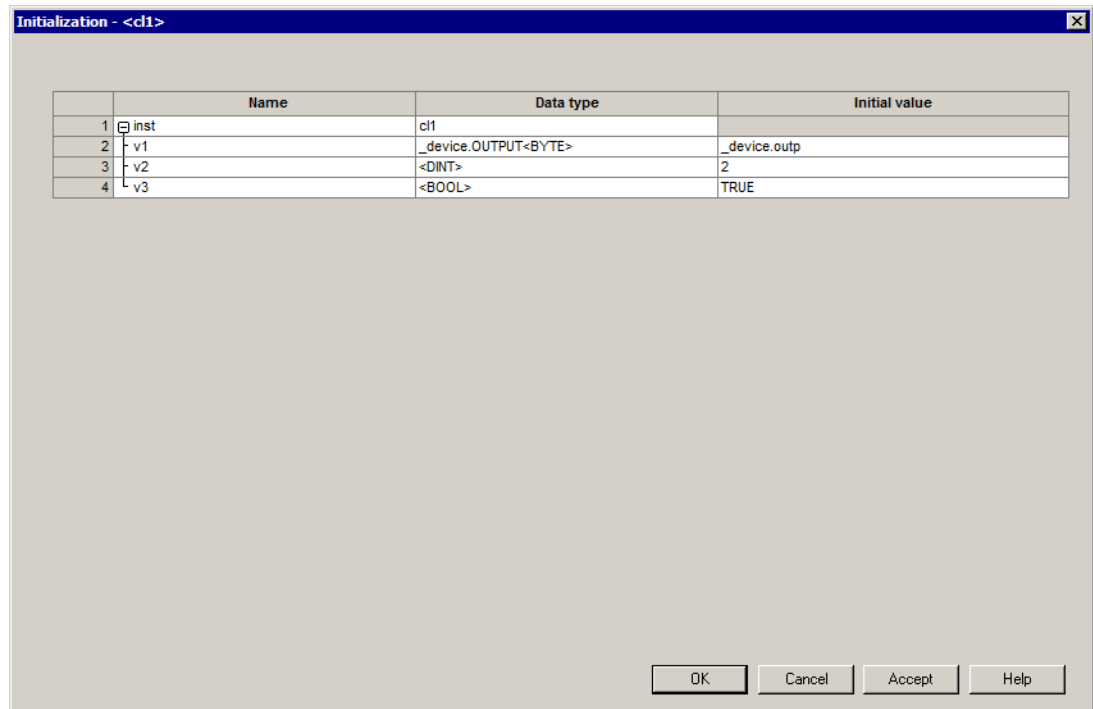 Initialization - <cl1>
Name Data type Initial value
1 inst cl1
2 v1 _device.OUTPUT<BYTE> _device.outp
3 v2 <DINT> 2
4 v3 <BOOL> TRUE
OK Cancel Accept Help